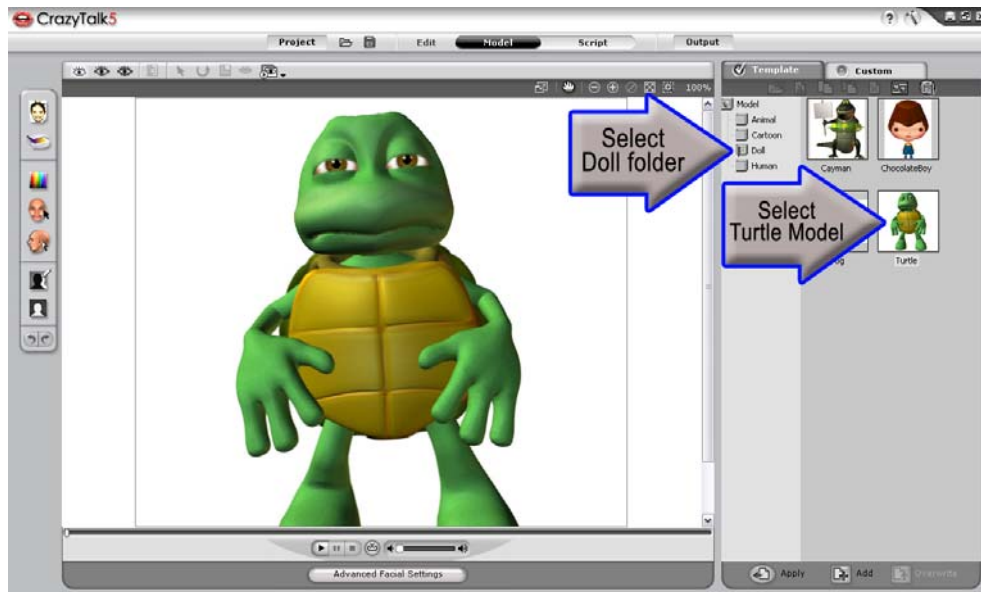 CrazyTalk5
Project Edit Model Script Output
Template Custom
100%
Model
Animal
Cartoon
Doll
Human
Cayman ChocolateBoy
Select
Doll folder
Select
Turtle Model
Turtle
Advanced Facial Settings
Apply Add Overwrite